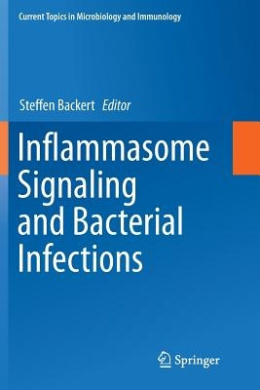 Current Topics in Microbiology and Immunology
Steffen Backert Editor
Inflammasome
Signaling
and Bacterial
Infections
Springer